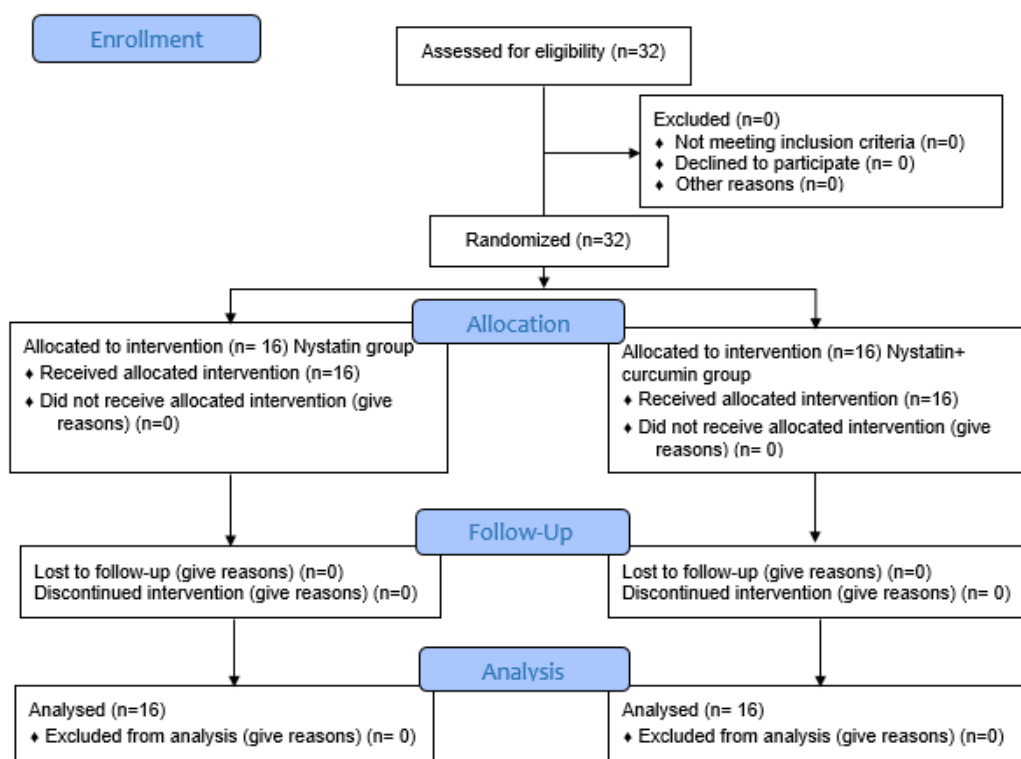 Enrollment
Assessed for eligibility (n=32)
Excluded (n=0)
♦ Not meeting inclusion criteria (n=0)
♦ Declined to participate (n= 0)
♦ Other reasons (n=0)
Randomized (n=32)
Allocation
Allocated to intervention (n= 16) Nystatin group
♦ Received allocated intervention (n=16)
♦ Did not receive allocated intervention (give
reasons) (n=0)
Allocated to intervention (n=16) Nystatin+
curcumin group
♦ Received allocated intervention (n=16)
♦ Did not receive allocated intervention (give
reasons) (n= 0)
Follow-Up
Lost to follow-up (give reasons) (n=0)
Discontinued intervention (give reasons) (n=0)
Lost to follow-up (give reasons) (n=0)
Discontinued intervention (give reasons) (n= 0)
Analysis
Analysed (n=16)
♦ Excluded from analysis (give reasons) (n= 0)
Analysed (n= 16)
♦ Excluded from analysis (give reasons) (n=0)